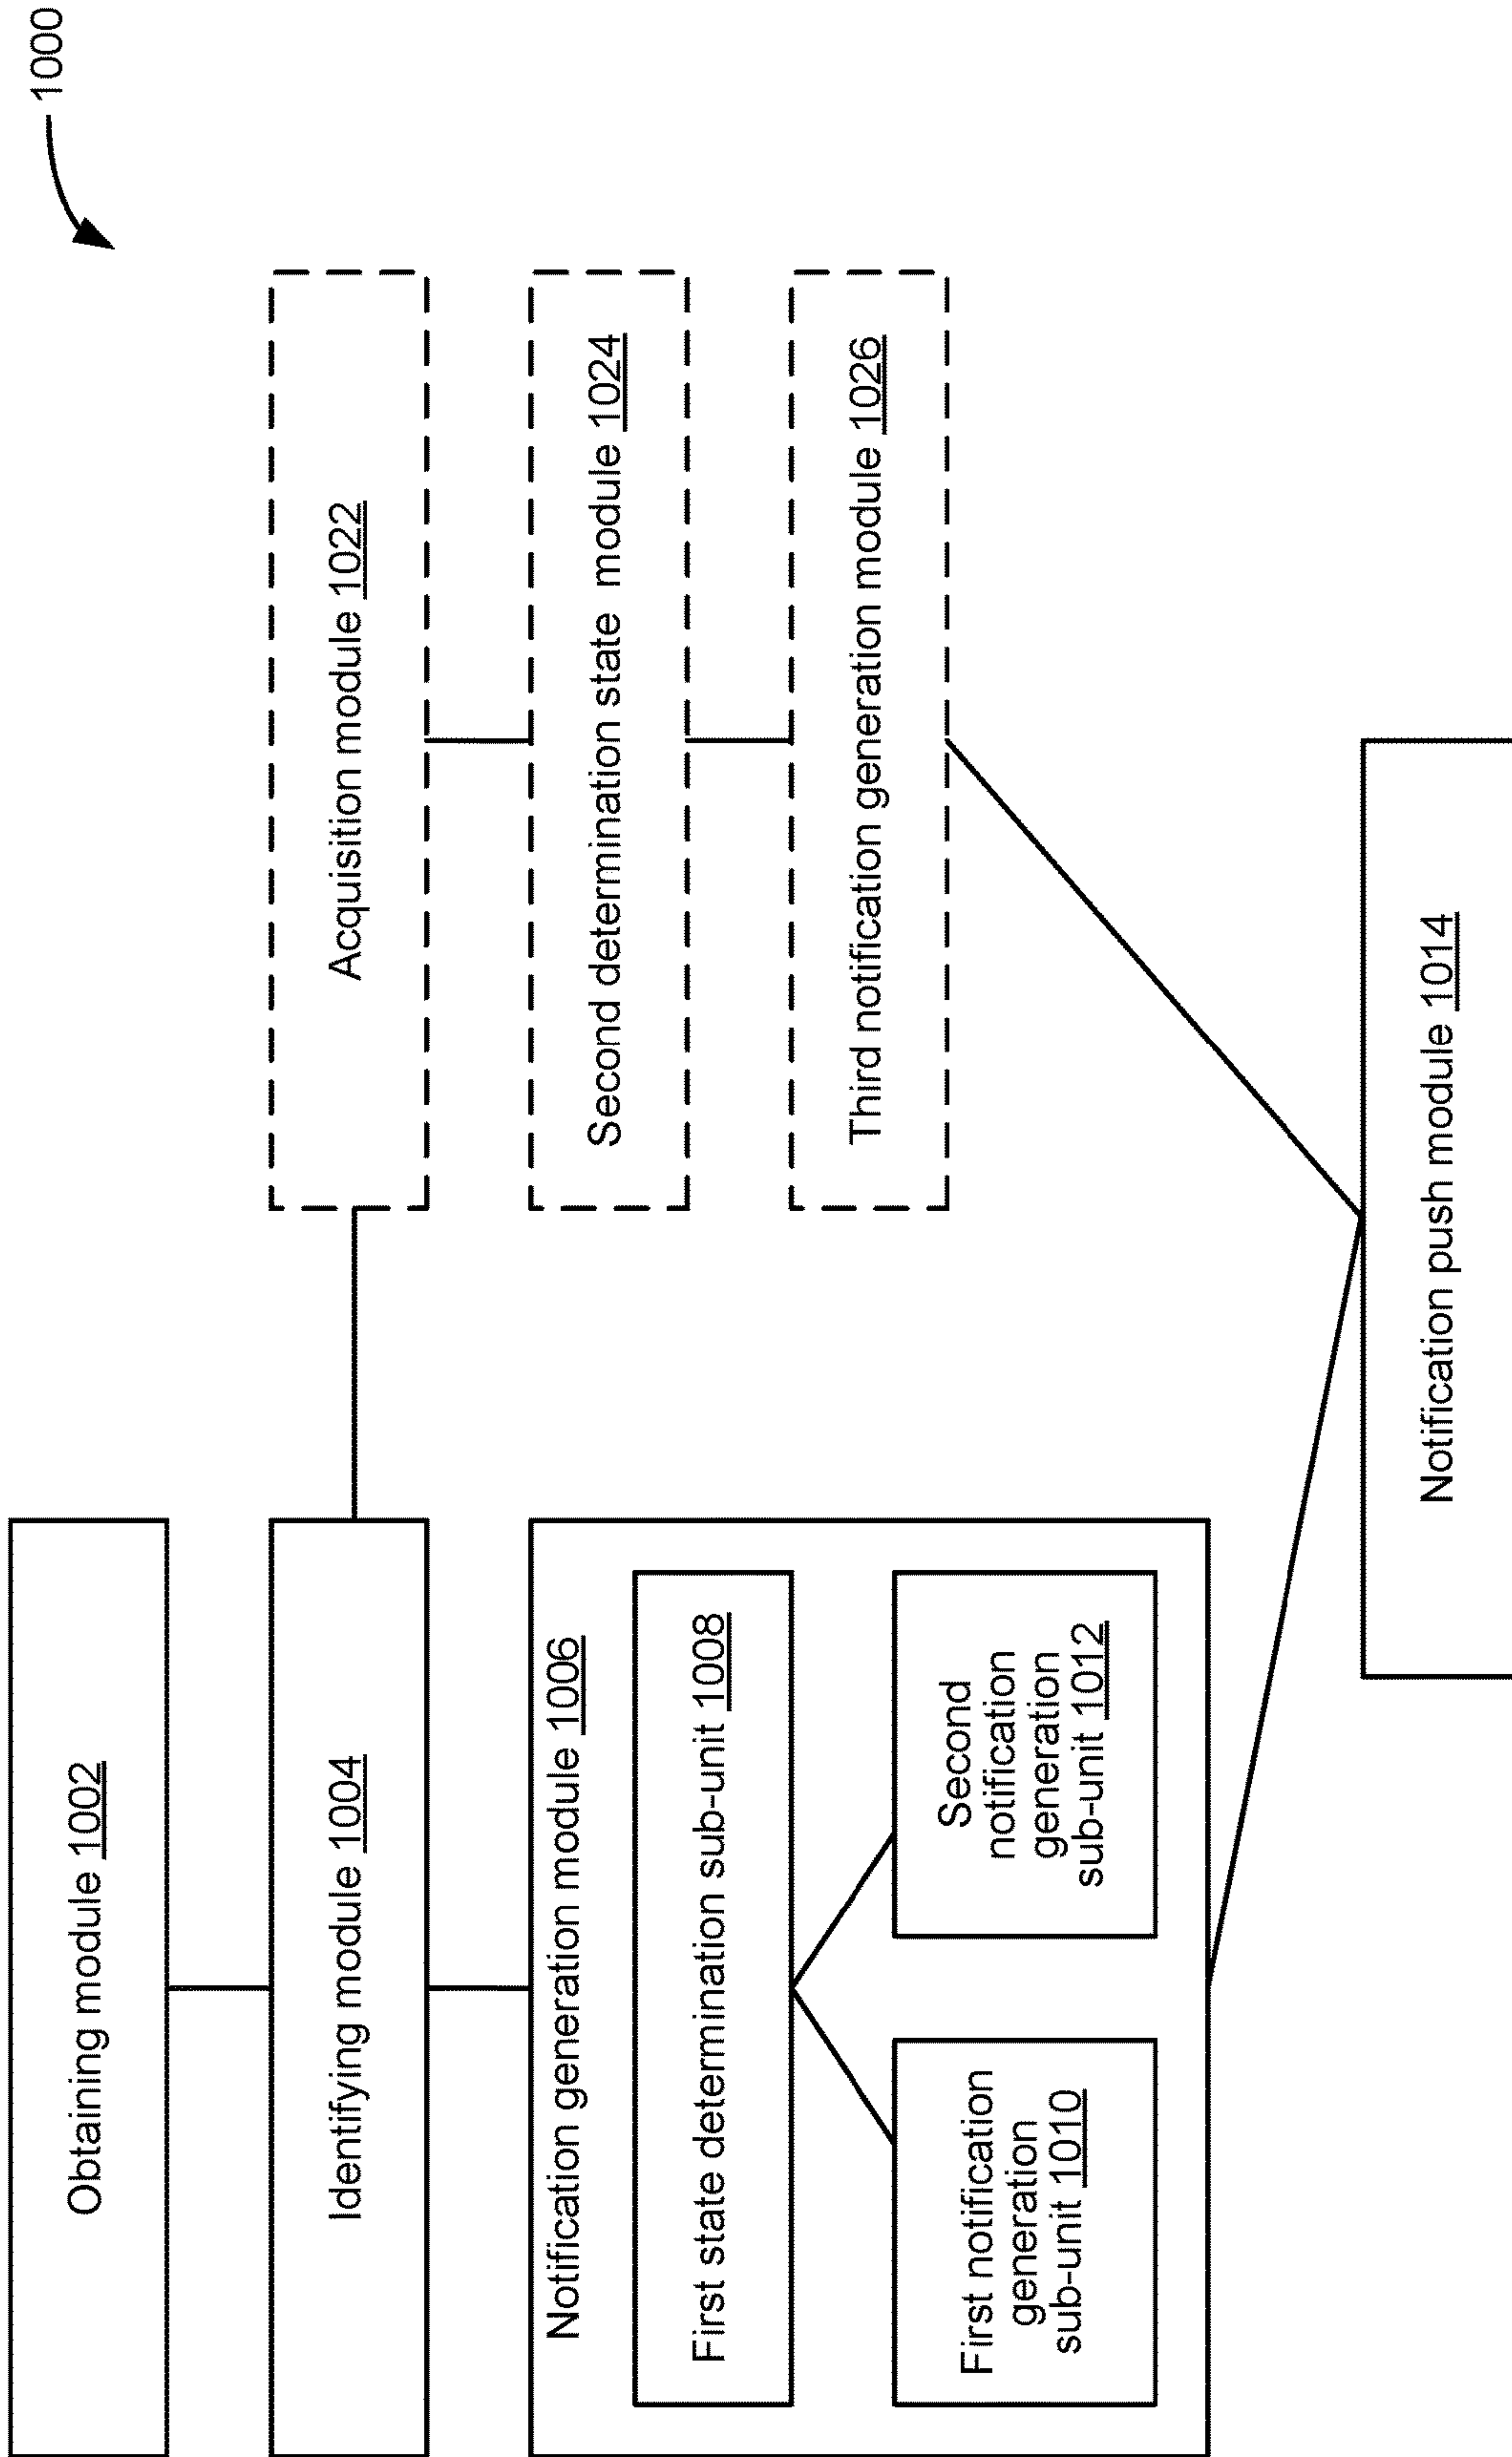 1000
Obtaining module 1002
Identifying module 1004
Acquisition module 1022
Notification generation module 1006
Second determination state module 1024
First state determination sub-unit 1008
Third notification generation module 1026
First notification
generation
sub-unit 1010
Second
notification
generation
sub-unit 1012
Notification push module 1014